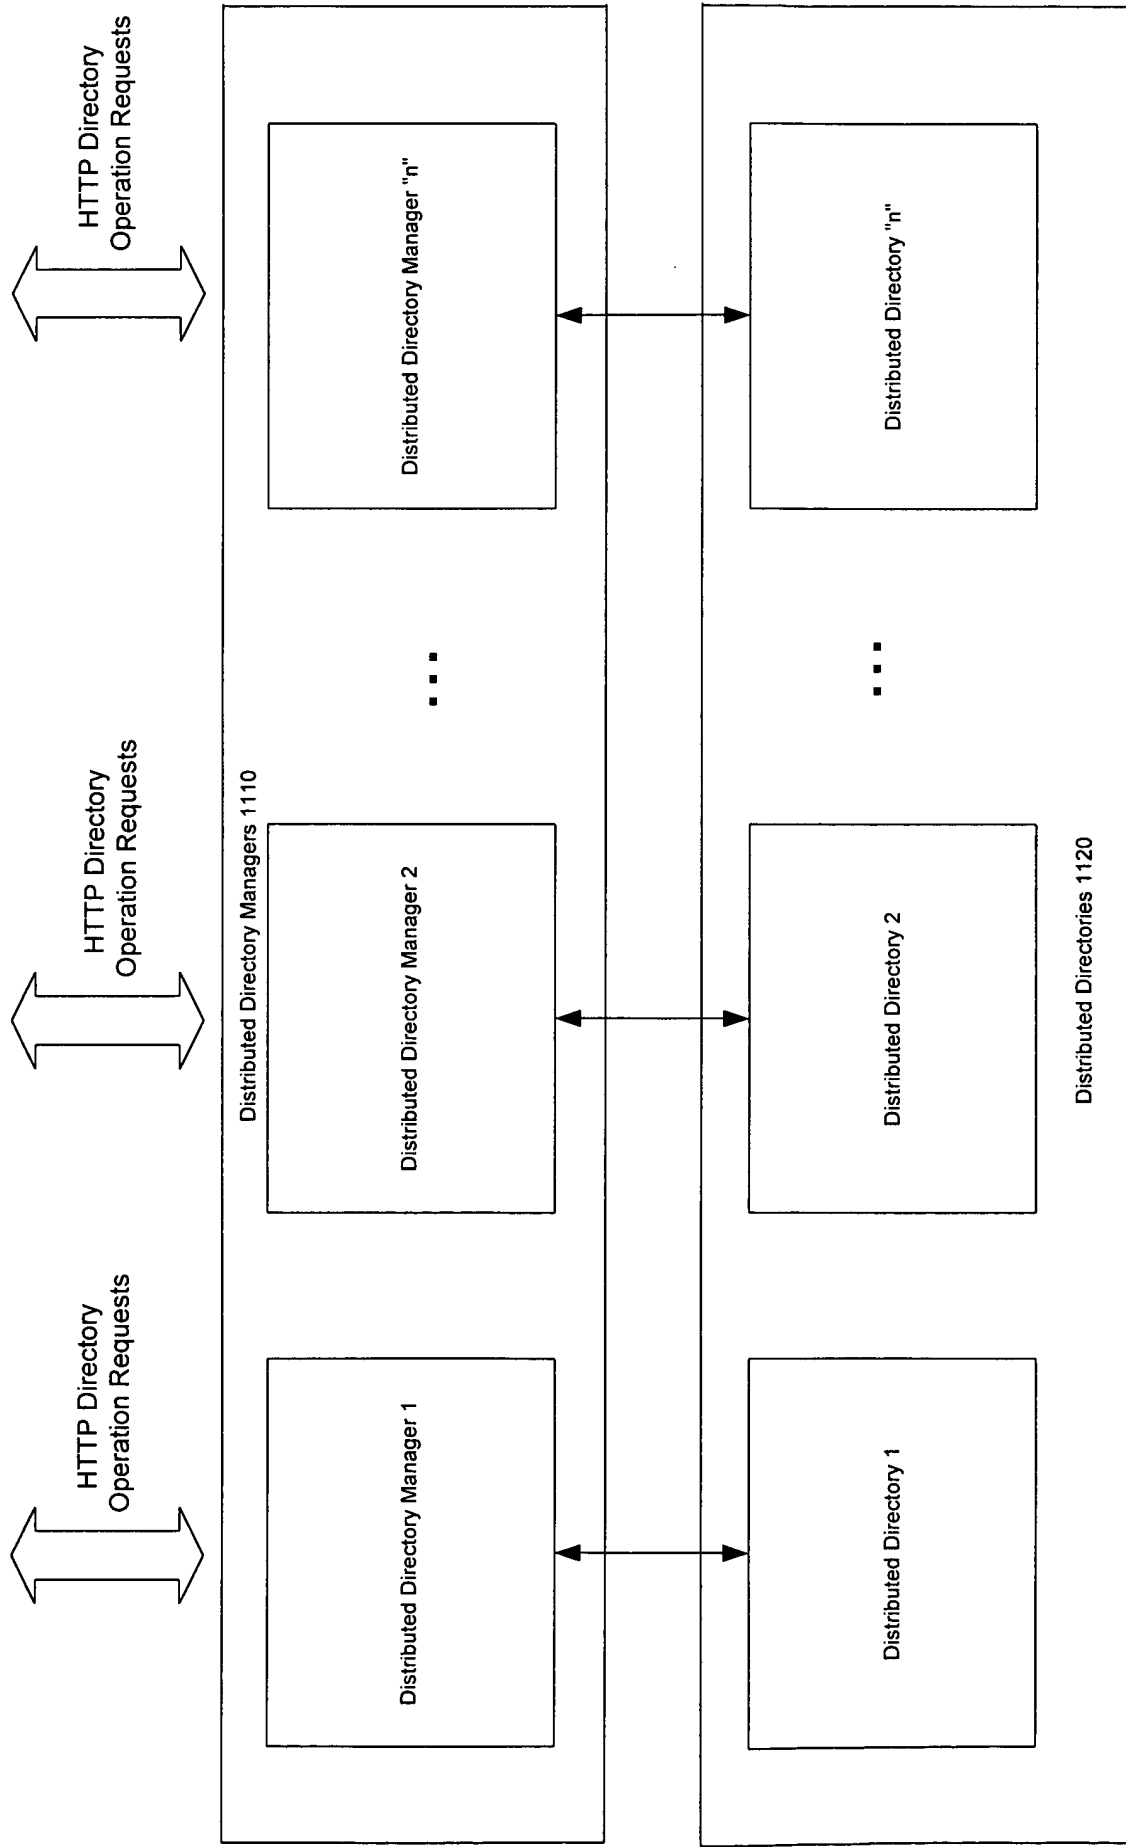 HTTP Directory
Operation Requests
HTTP Directory
Operation Requests
HTTP Directory
Operation Requests
Distributed Directory Managers 1110
Distributed Directory Manager 1
Distributed Directory Manager 2
...
Distributed Directory Manager "n"
Distributed Directory 1
Distributed Directory 2
...
Distributed Directory "n"
Distributed Directories 1120